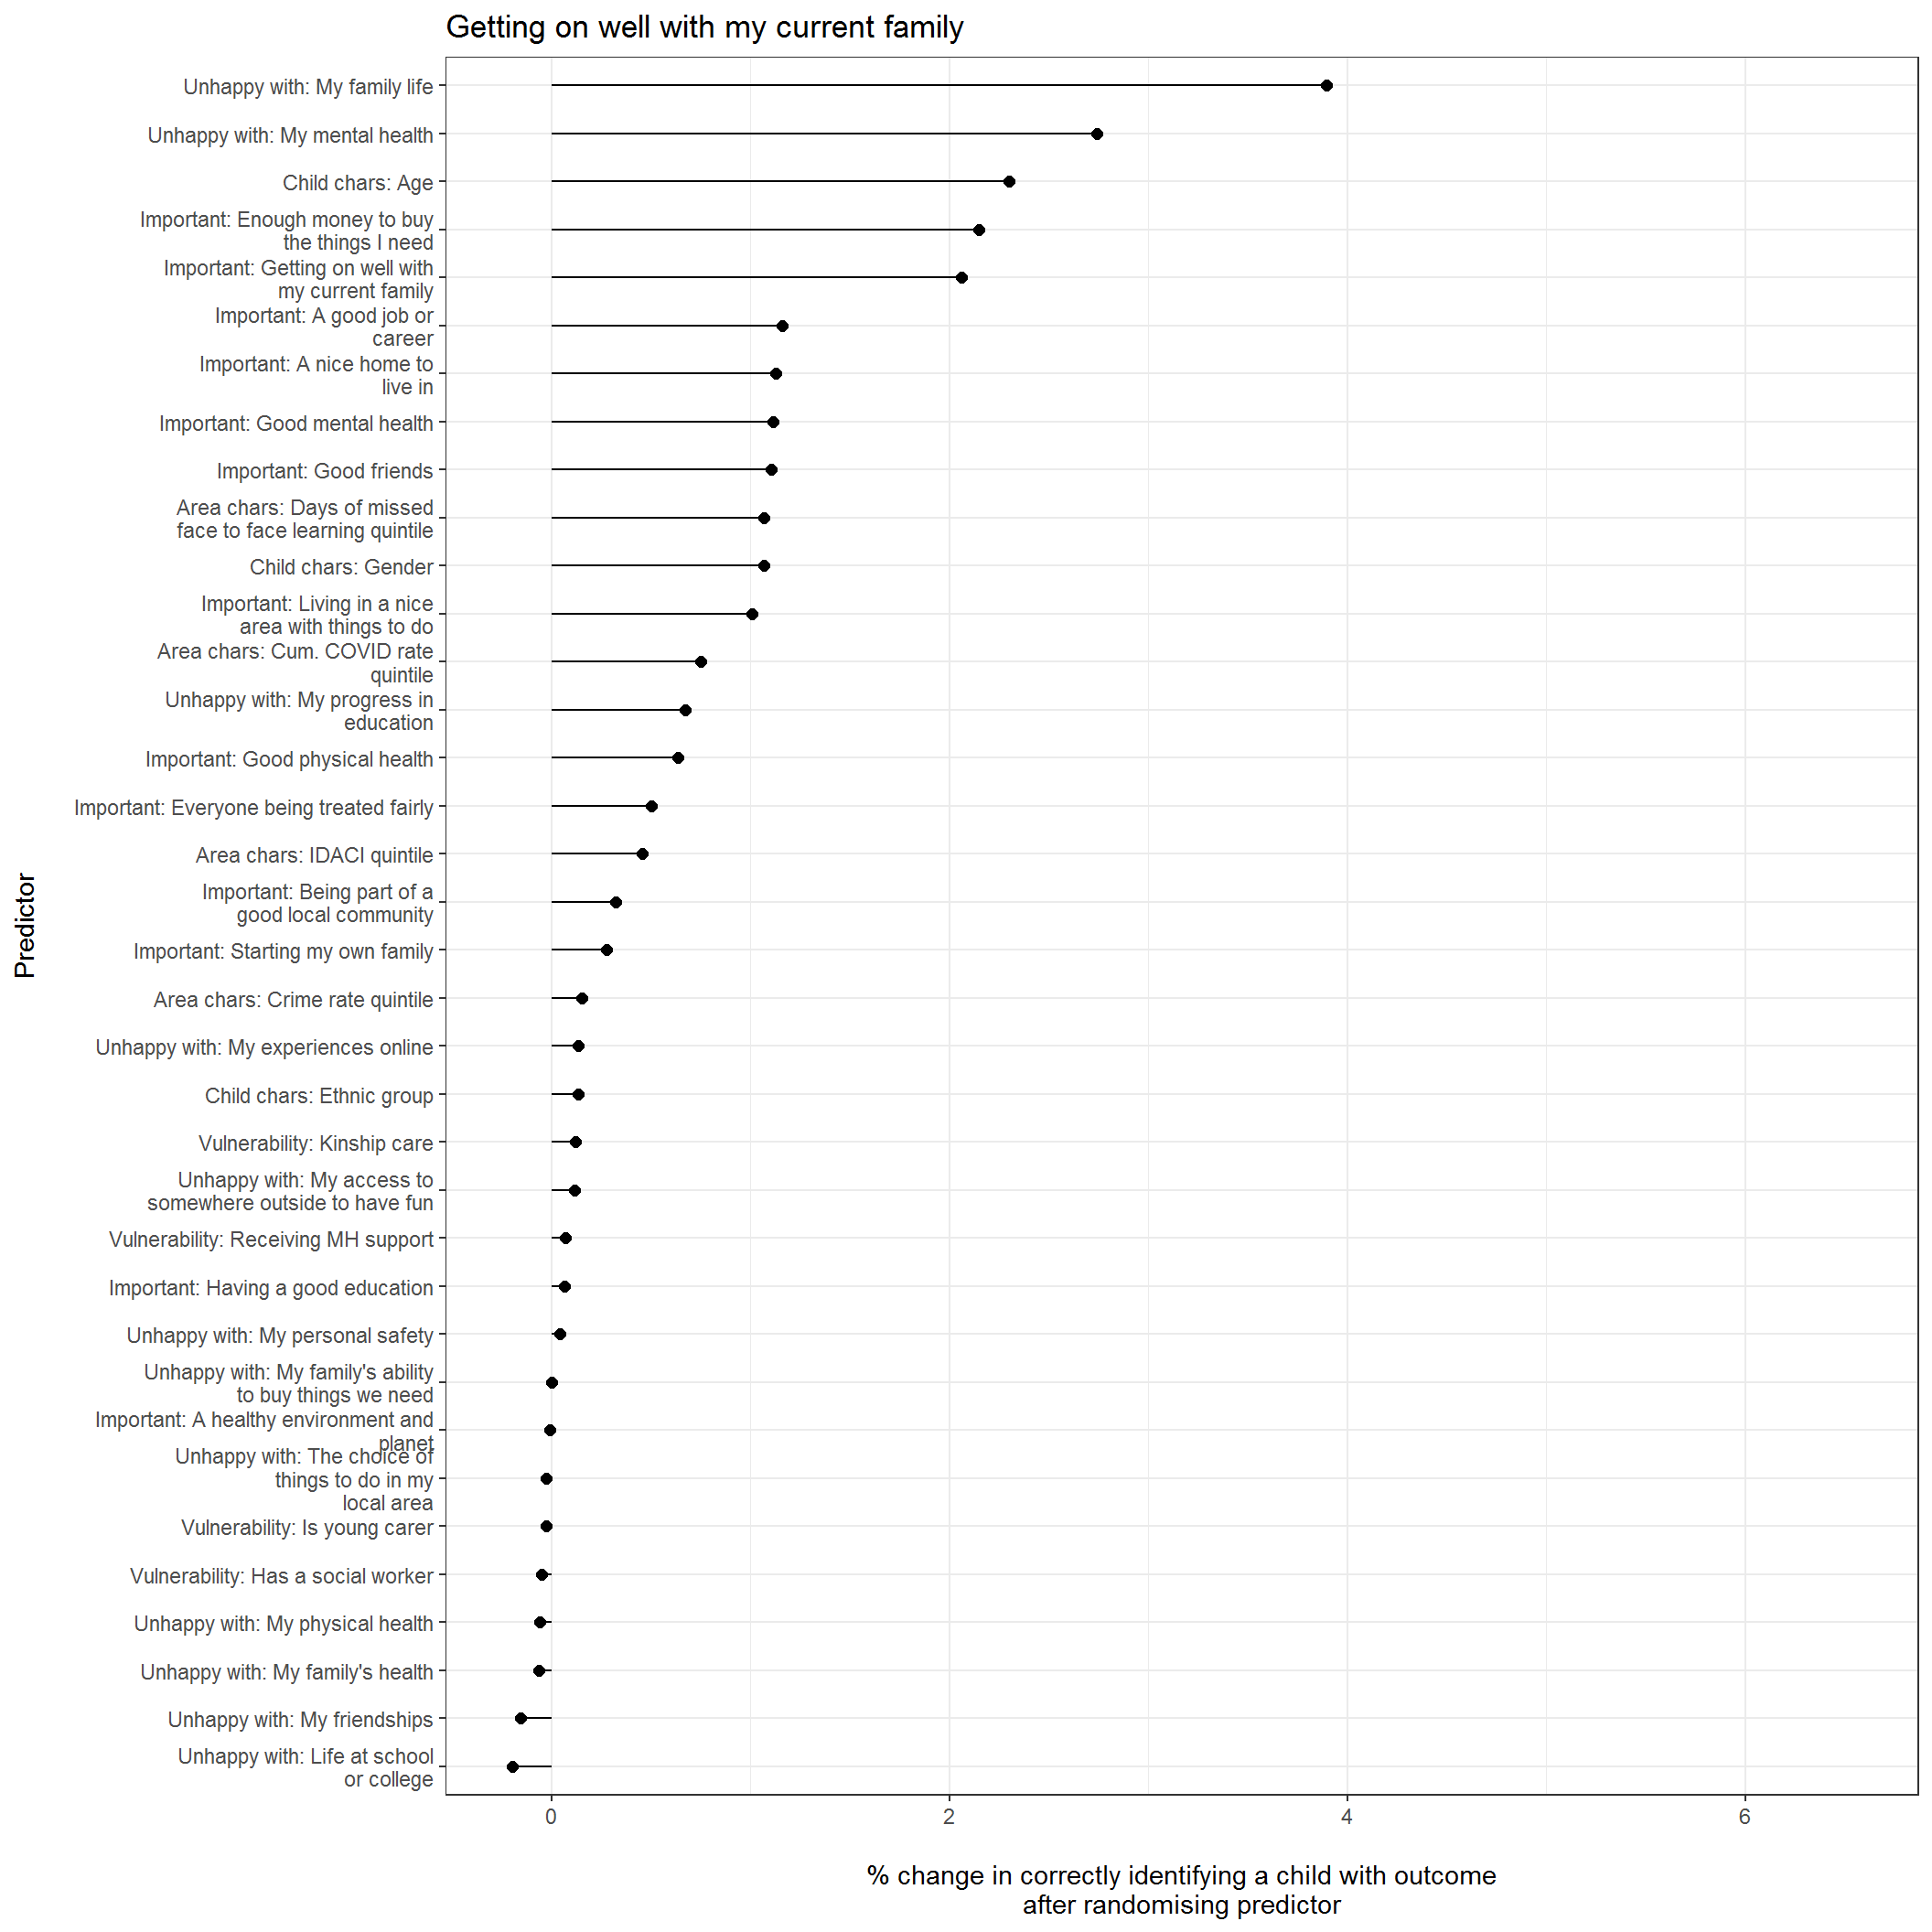 Getting on well with my current family
Unhappy with: My family life
Unhappy with: My mental health
Child chars: Age
Important: Enough money to buy
the things I need
Important: Getting on well with
my current family
Important: A good job or
career
Important: A nice home to
live in
Important: Good mental health
Important: Good friends
Area chars: Days of missed
face to face learning quintile
Child chars: Gender
Important: Living in a nice
area with things to do
Area chars: Cum. COVID rate
quintile
Unhappy with: My progress in
education
Important: Good physical health
Important: Everyone being treated fairly
Area chars: IDACI quintile
Important: Being part of a
good local community
Important: Starting my own family
Area chars: Crime rate quintile
Unhappy with: My experiences online
Child chars: Ethnic group
Vulnerability: Kinship care
Unhappy with: My access to
somewhere outside to have fun
Vulnerability: Receiving MH support
Important: Having a good education
Unhappy with: My personal safety
Unhappy with: My family's ability
to buy things we need
Important: A healthy environment and
planet
Unhappy with: The choice of
things to do in my
local area
Vulnerability: Is young carer
Vulnerability: Has a social worker
Unhappy with: My physical health
Unhappy with: My family's health
Unhappy with: My friendships
Unhappy with: Life at school
or college
Predictor
0 2 4 6
% change in correctly identifying a child with outcome
after randomising predictor